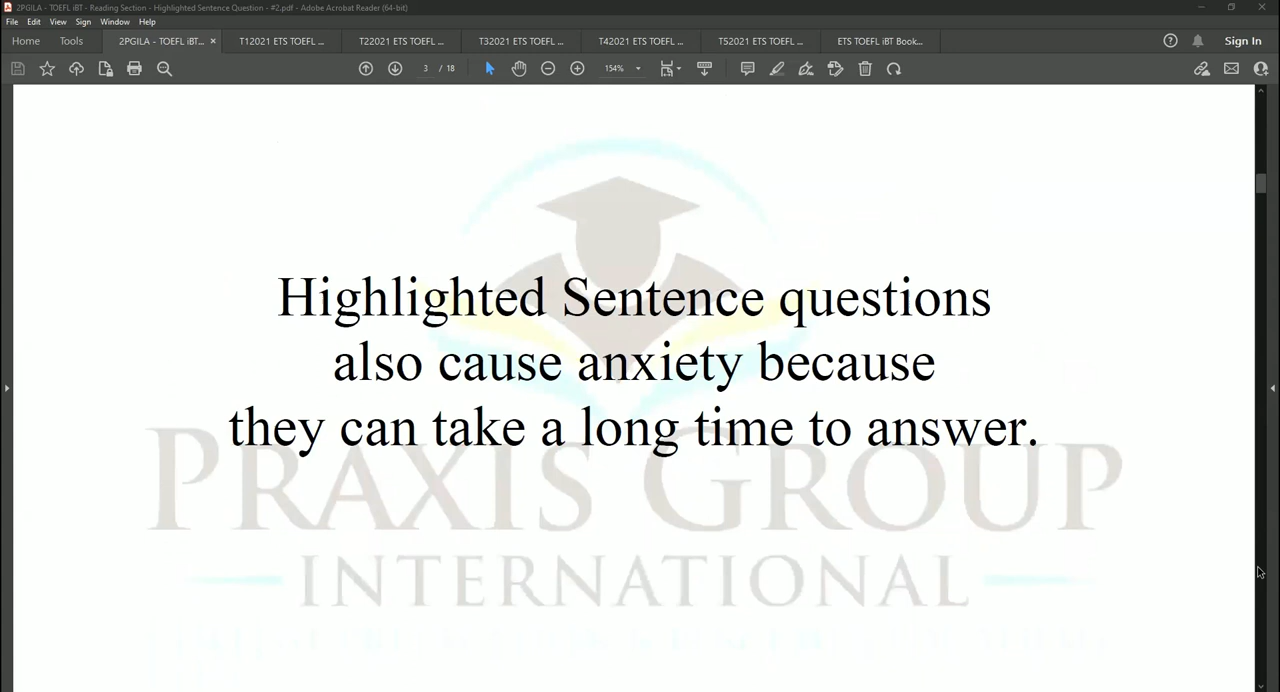 2PGILA - TOEFL iBT - Reading Section - Highlighted Sentence Question - #2.pdf - Adobe Acrobat Reader (64-bit)
File Edit View Sign Window Help
Home Tools 2PGILA - TOEFL iBT... × T12021 ETS TOEFL ... T22021 ETS TOEFL ... T32021 ETS TOEFL ... T42021 ETS TOEFL ... T52021 ETS TOEFL ... ETS TOEFL iBT Book... Sign In
3 / 18 154%
Highlighted Sentence questions
also cause anxiety because
they can take a long time to answer.
PRAXIS GROUP
INTERNATIONAL